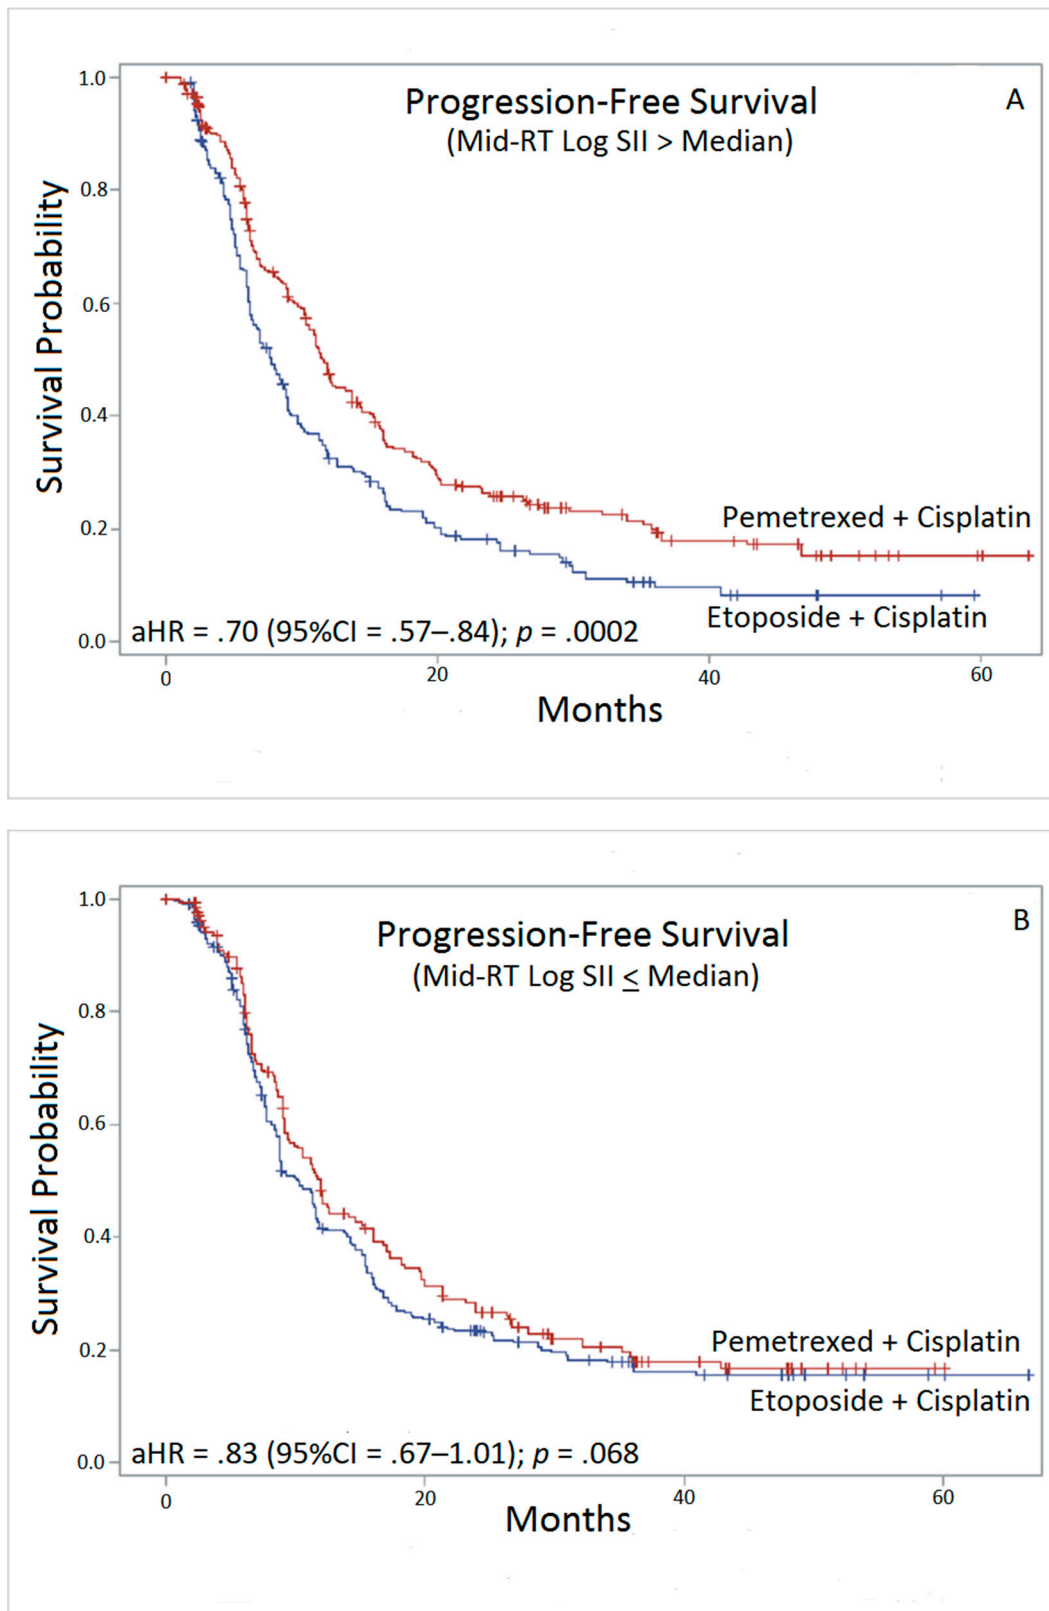 A
Progression-Free Survival
(Mid-RT Log SII > Median)
Survival Probability
1.0
0.8
0.6
0.4
0.2
0.0
Pemetrexed + Cisplatin
Etoposide + Cisplatin
aHR = .70 (95%CI = .57–.84); p = .0002
0 20 40 60
Months
B
Progression-Free Survival
(Mid-RT Log SII ≤ Median)
Survival Probability
1.0
0.8
0.6
0.4
0.2
0.0
Pemetrexed + Cisplatin
Etoposide + Cisplatin
aHR = .83 (95%CI = .67–1.01); p = .068
0 20 40 60
Months